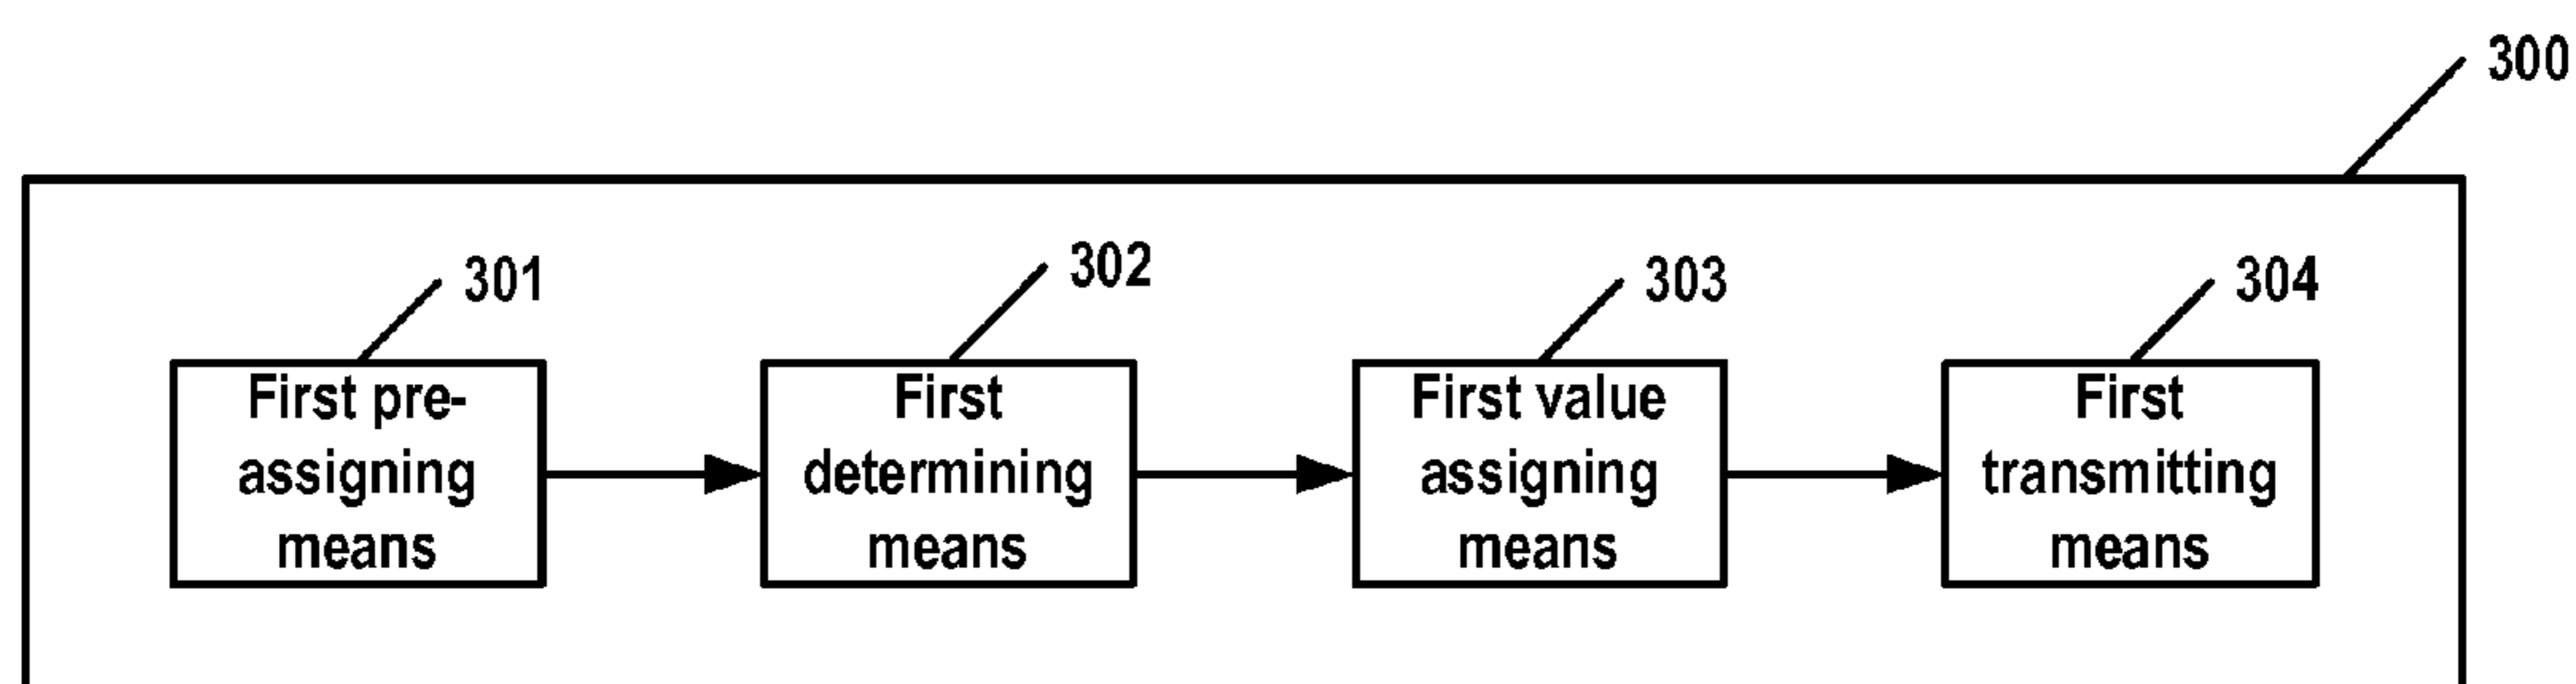 300
301
302
303
304
First pre-
assigning
means
First
determining
means
First value
assigning
means
First
transmitting
means